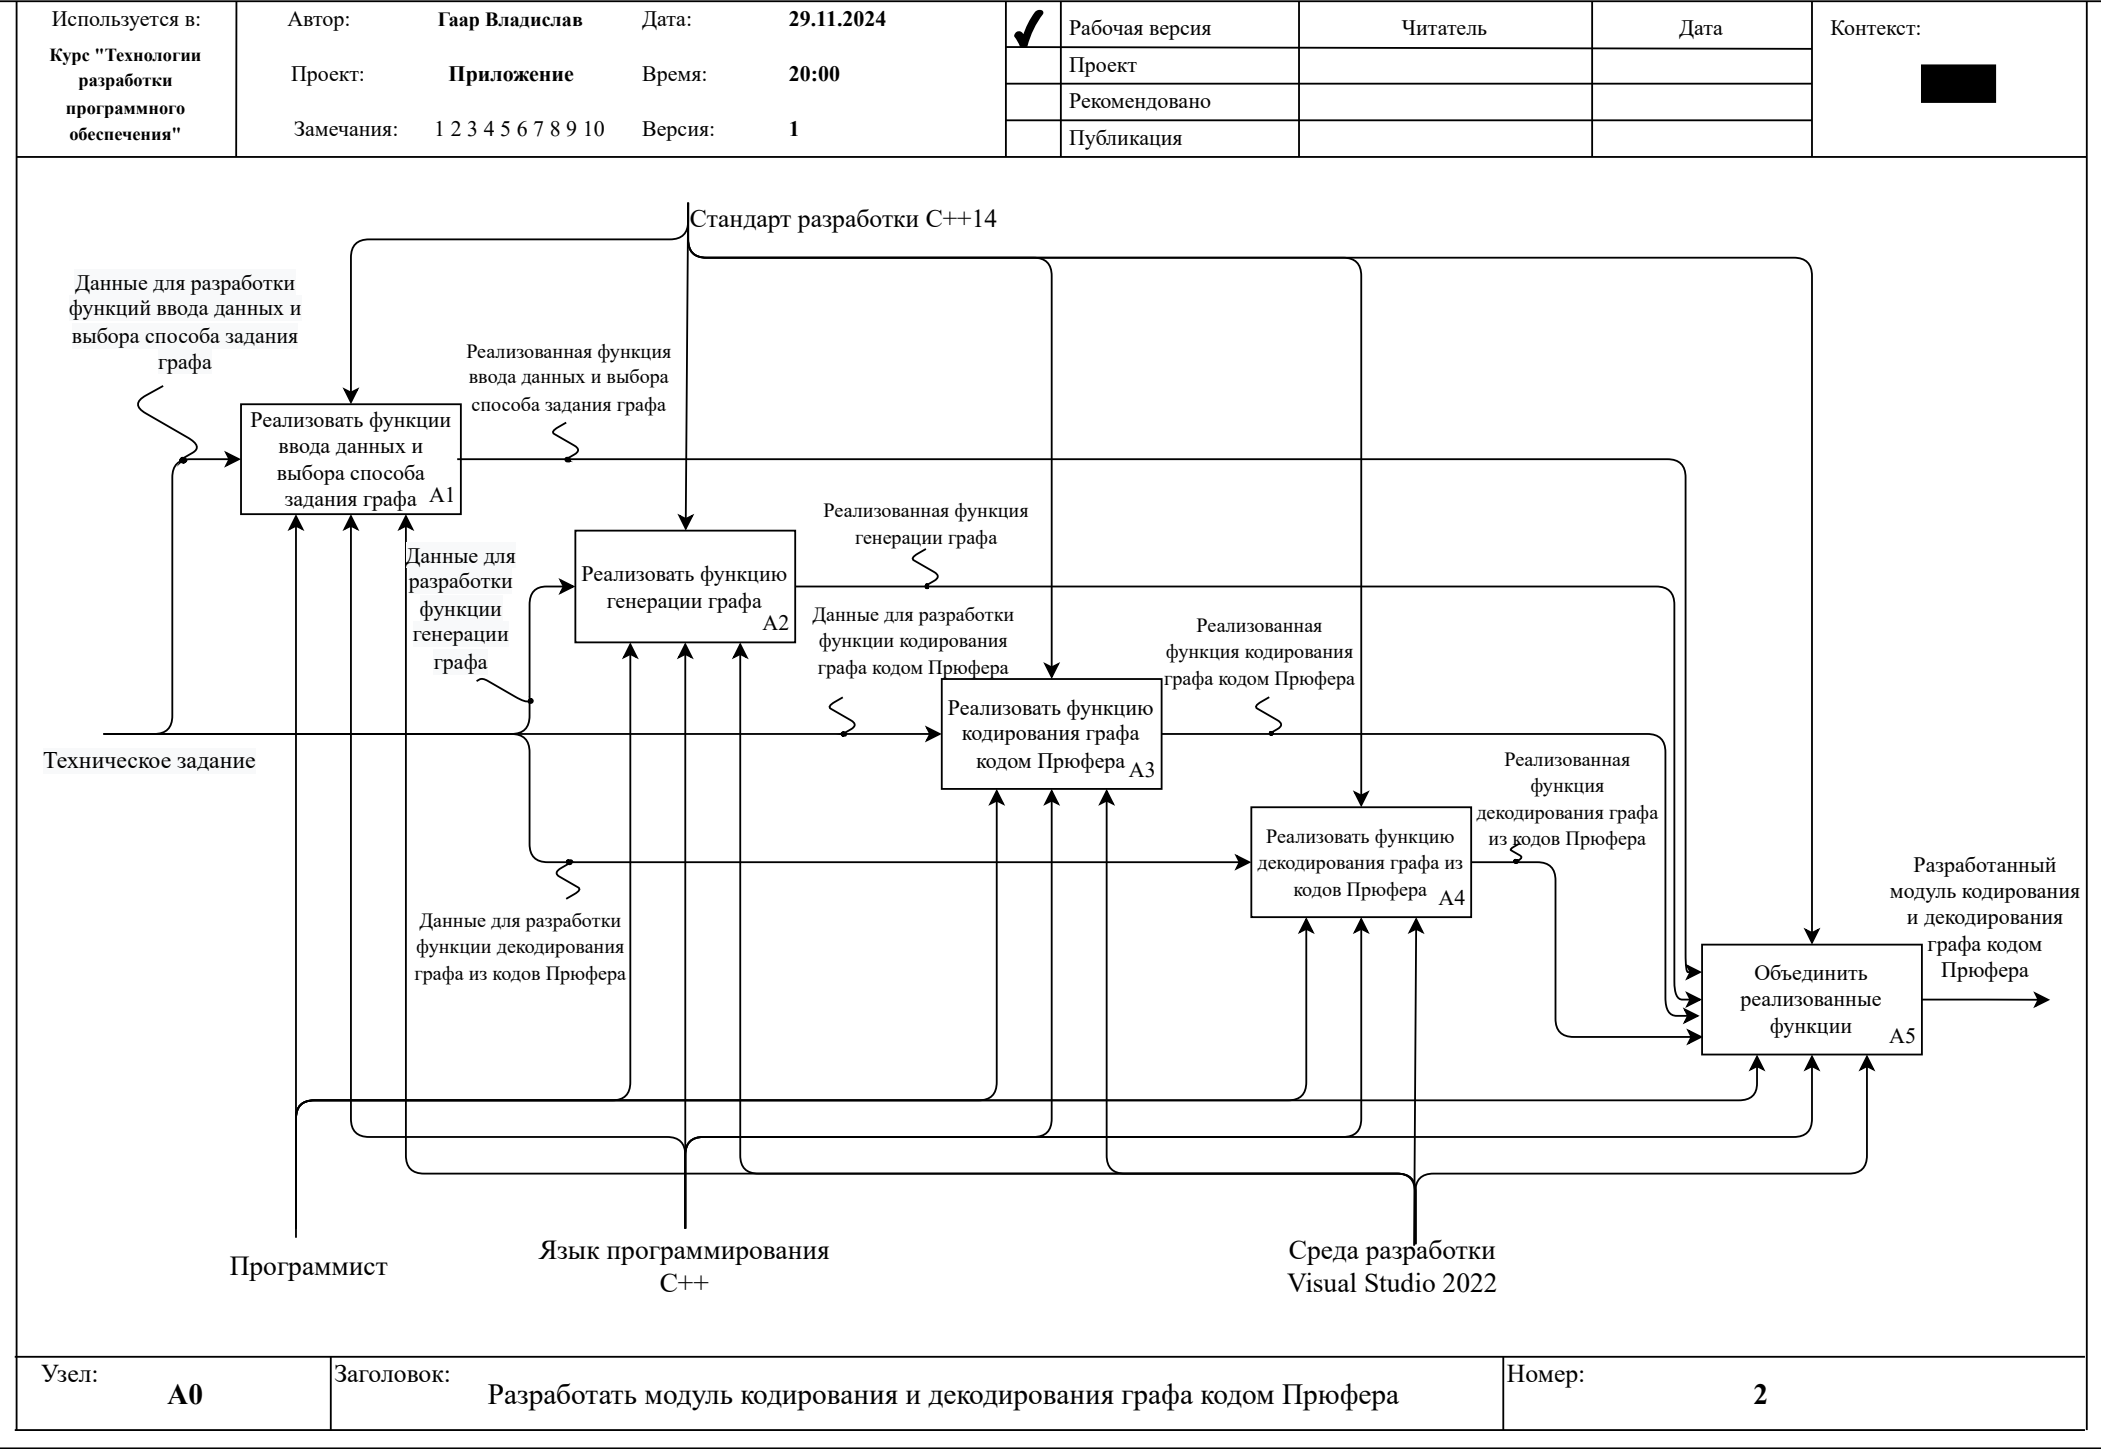 Используется в:
Курс "Технологии
разработки
программного
обеспечения"
Автор:
Гаар Владислав
Дата:
29.11.2024
Проект:
Приложение
Время:
20:00
Замечания:
1 2 3 4 5 6 7 8 9 10
Версия:
1
Рабочая версия
Читатель
Дата
Проект
Рекомендовано
Публикация
Контекст:
Стандарт разработки C++14
Данные для разработки
функций ввода данных и
выбора способа задания
графа
Реализованная функция
ввода данных и выбора
способа задания графа
Реализовать функции
ввода данных и
выбора способа
задания графа
A1
Реализованная функция
генерации графа
Данные для
разработки
функции
генерации
графа
Реализовать функцию
генерации графа
A2
Данные для разработки
функции кодирования
графа кодом Прюфера
Реализованная
функция кодирования
графа кодом Прюфера
Реализовать функцию
кодирования графа
кодом Прюфера
A3
Техническое задание
Реализованная
функция
декодирования графа
из кодов Прюфера
Реализовать функцию
декодирования графа из
кодов Прюфера
A4
Данные для разработки
функции декодирования
графа из кодов Прюфера
Разработанный
модуль кодирования
и декодирования
графа кодом
Прюфера
Объединить
реализованные
функции
A5
Программист
Язык программирования
C++
Среда разработки
Visual Studio 2022
Узел:
A0
Заголовок:
Разработать модуль кодирования и декодирования графа кодом Прюфера
Номер:
2